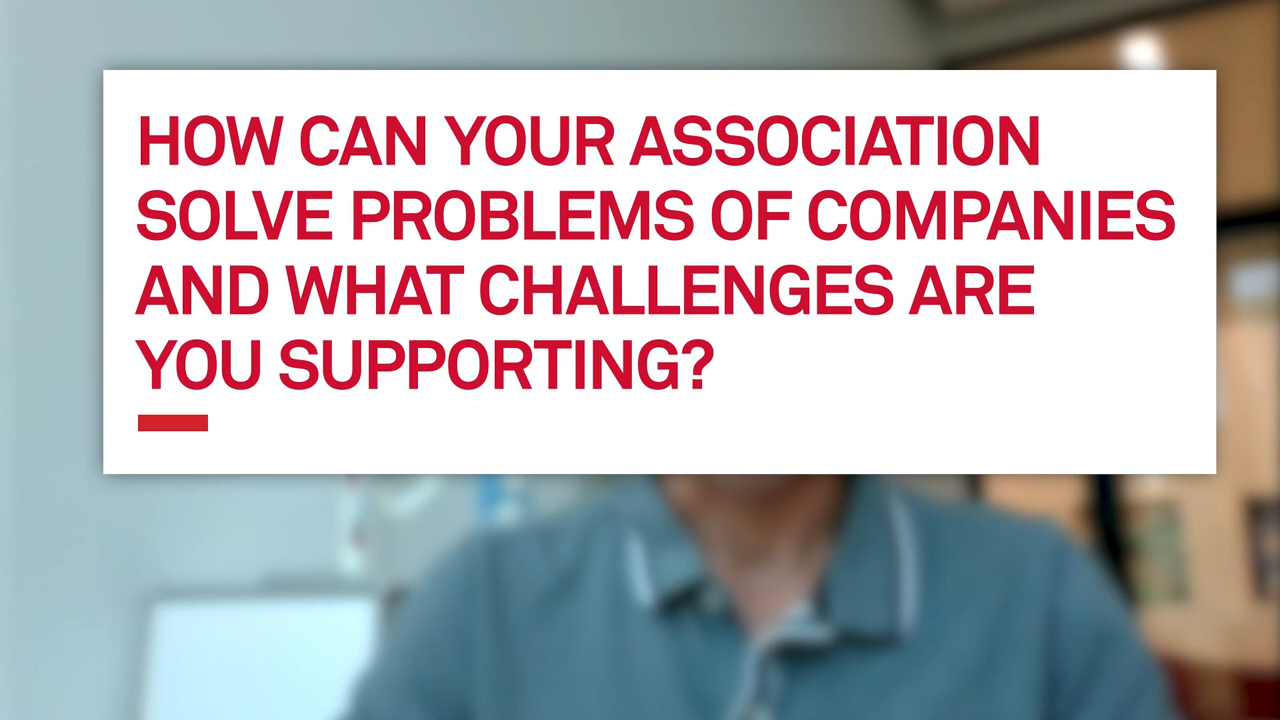 HOW CAN YOUR ASSOCIATION
SOLVE PROBLEMS OF COMPANIES
AND WHAT CHALLENGES ARE
YOU SUPPORTING?